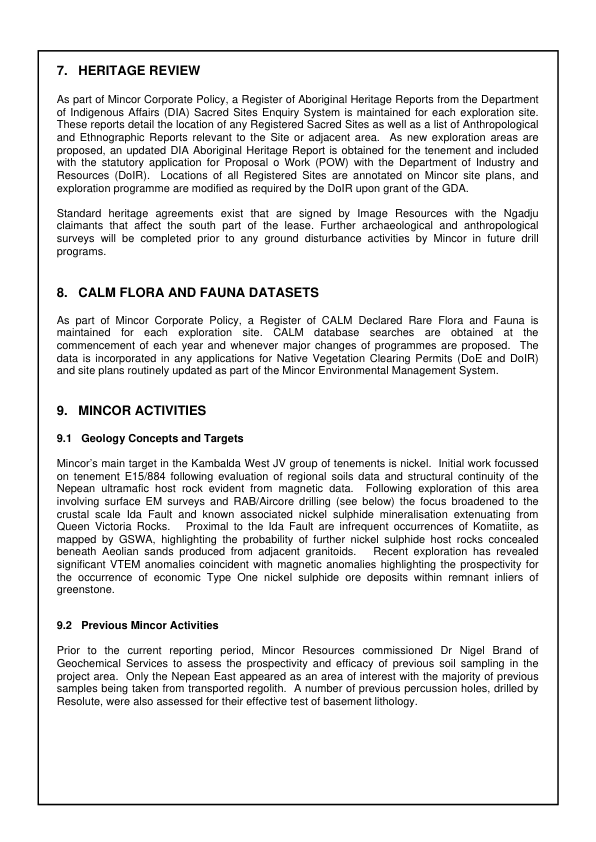 7. HERITAGE REVIEW
As part of Mincor Corporate Policy, a Register of Aboriginal Heritage Reports from the Department
of Indigenous Affairs (DIA) Sacred Sites Enquiry System is maintained for each exploration site.
These reports detail the location of any Registered Sacred Sites as well as a list of Anthropological
and Ethnographic Reports relevant to the Site or adjacent area. As new exploration areas are
proposed, an updated DIA Aboriginal Heritage Report is obtained for the tenement and included
with the statutory application for Proposal o Work (POW) with the Department of Industry and
Resources (DoIR). Locations of all Registered Sites are annotated on Mincor site plans, and
exploration programme are modified as required by the DoIR upon grant of the GDA.
Standard heritage agreements exist that are signed by Image Resources with the Ngadju
claimants that affect the south part of the lease. Further archaeological and anthropological
surveys will be completed prior to any ground disturbance activities by Mincor in future drill
programs.
8. CALM FLORA AND FAUNA DATASETS
As part of Mincor Corporate Policy, a Register of CALM Declared Rare Flora and Fauna is
maintained for each exploration site. CALM database searches are obtained at the
commencement of each year and whenever major changes of programmes are proposed. The
data is incorporated in any applications for Native Vegetation Clearing Permits (DoE and DoIR)
and site plans routinely updated as part of the Mincor Environmental Management System.
9. MINCOR ACTIVITIES
9.1 Geology Concepts and Targets
Mincor's main target in the Kambalda West JV group of tenements is nickel. Initial work focussed
on tenement E15/884 following evaluation of regional soils data and structural continuity of the
Nepean ultramafic host rock evident from magnetic data. Following exploration of this area
involving surface EM surveys and RAB/Aircore drilling (see below) the focus broadened to the
crustal scale Ida Fault and known associated nickel sulphide mineralisation extenuating from
Queen Victoria Rocks. Proximal to the Ida Fault are infrequent occurrences of Komatiite, as
mapped by GSWA, highlighting the probability of further nickel sulphide host rocks concealed
beneath Aeolian sands produced from adjacent granitoids. Recent exploration has revealed
significant VTEM anomalies coincident with magnetic anomalies highlighting the prospectivity for
the occurrence of economic Type One nickel sulphide ore deposits within remnant inliers of
greenstone.
9.2 Previous Mincor Activities
Prior to the current reporting period, Mincor Resources commissioned Dr Nigel Brand of
Geochemical Services to assess the prospectivity and efficacy of previous soil sampling in the
project area. Only the Nepean East appeared as an area of interest with the majority of previous
samples being taken from transported regolith. A number of previous percussion holes, drilled by
Resolute, were also assessed for their effective test of basement lithology.